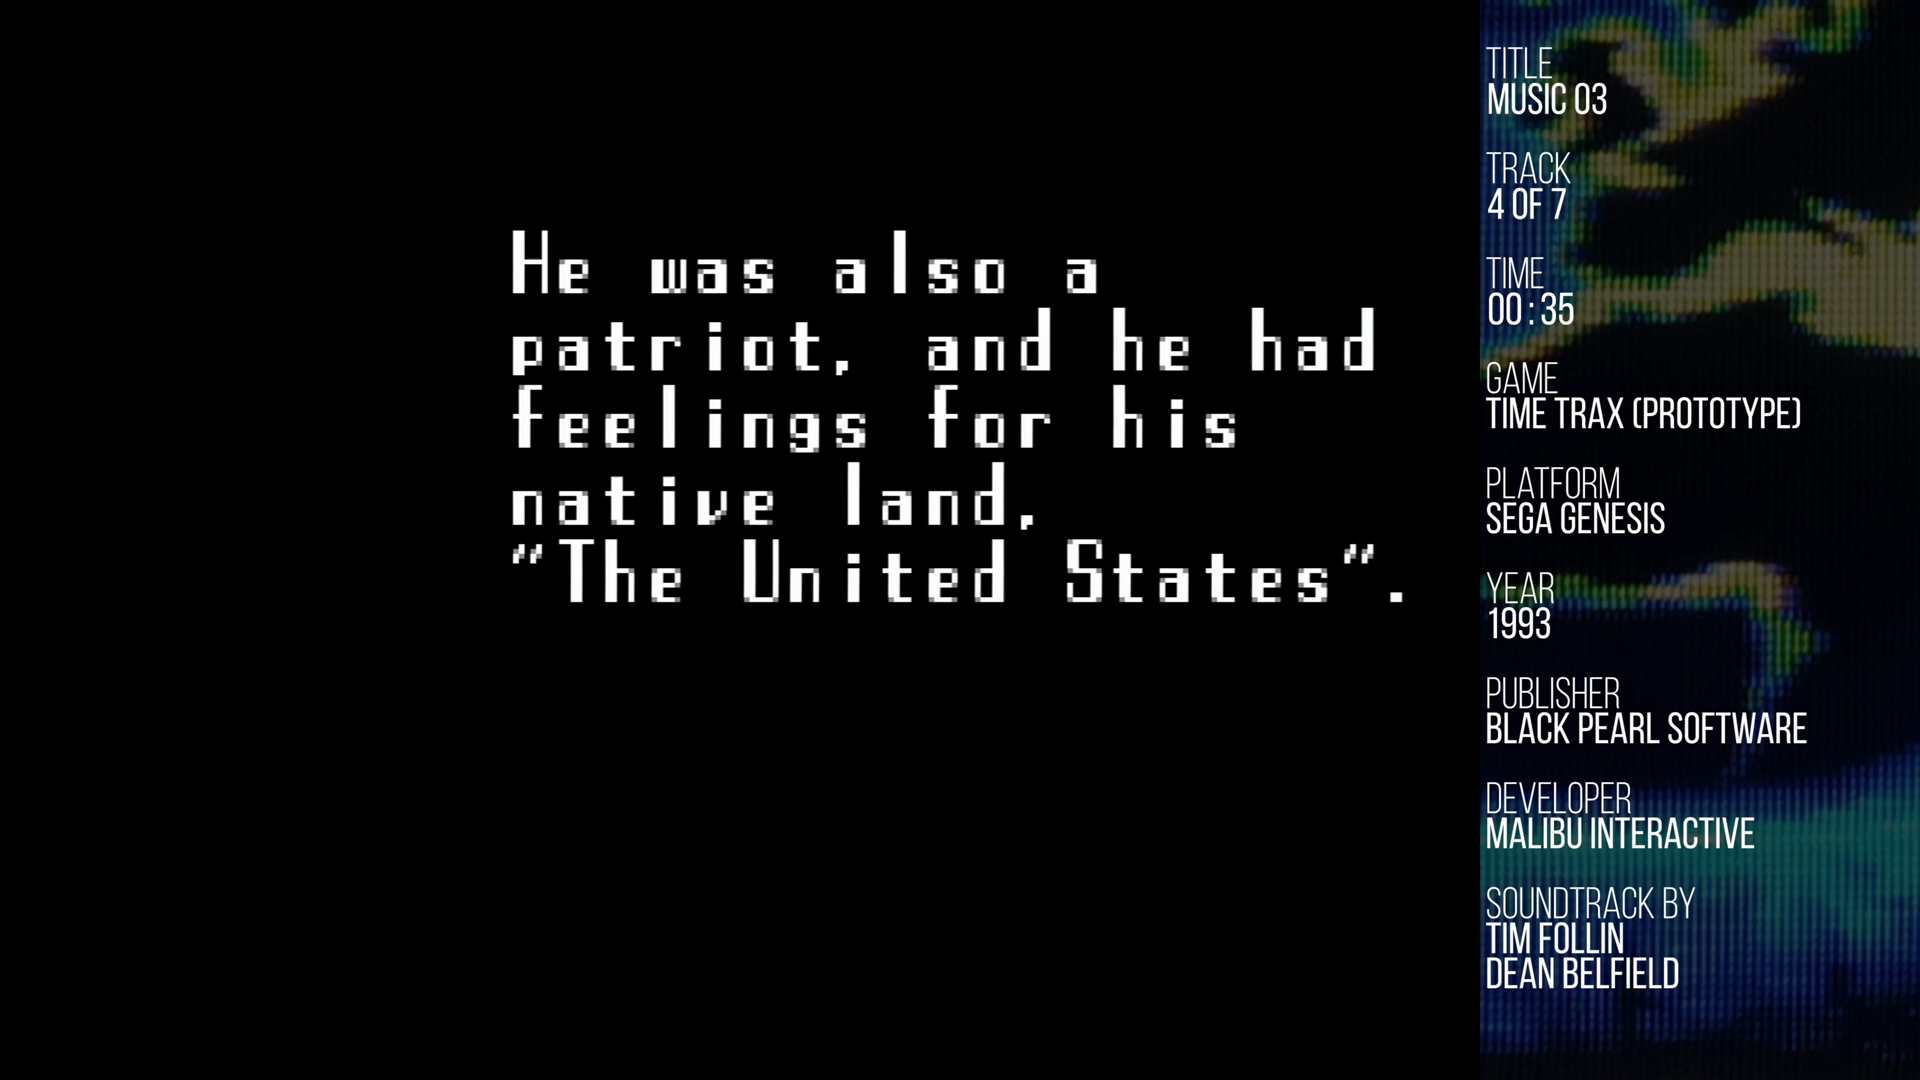 He was also a
patriot, and he had
feelings for his
native land,
"The United States".
TITLE
MUSIC 03
TRACK
4 OF 7
TIME
00:35
GAME
TIME TRAX (PROTOTYPE)
PLATFORM
SEGA GENESIS
YEAR
1993
PUBLISHER
BLACK PEARL SOFTWARE
DEVELOPER
MALIBU INTERACTIVE
SOUNDTRACK BY
TIM FOLLIN
DEAN BELFIELD